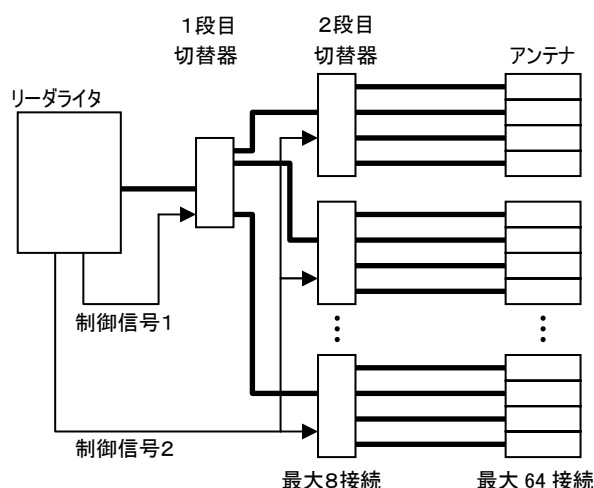 1段目
切替器
2段目
切替器
アンテナ
リーダライタ
制御信号1
制御信号2
最大8接続
最大 64 接続